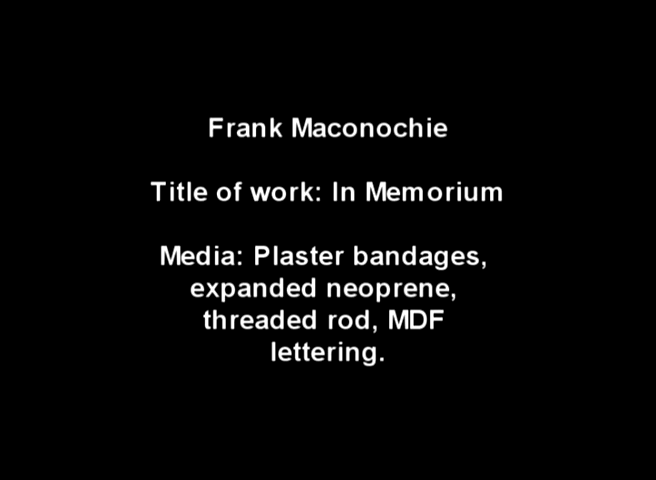 Frank Maconochie
Title of work: In Memorium
Media: Plaster bandages,
expanded neoprene,
threaded rod, MDF
lettering.